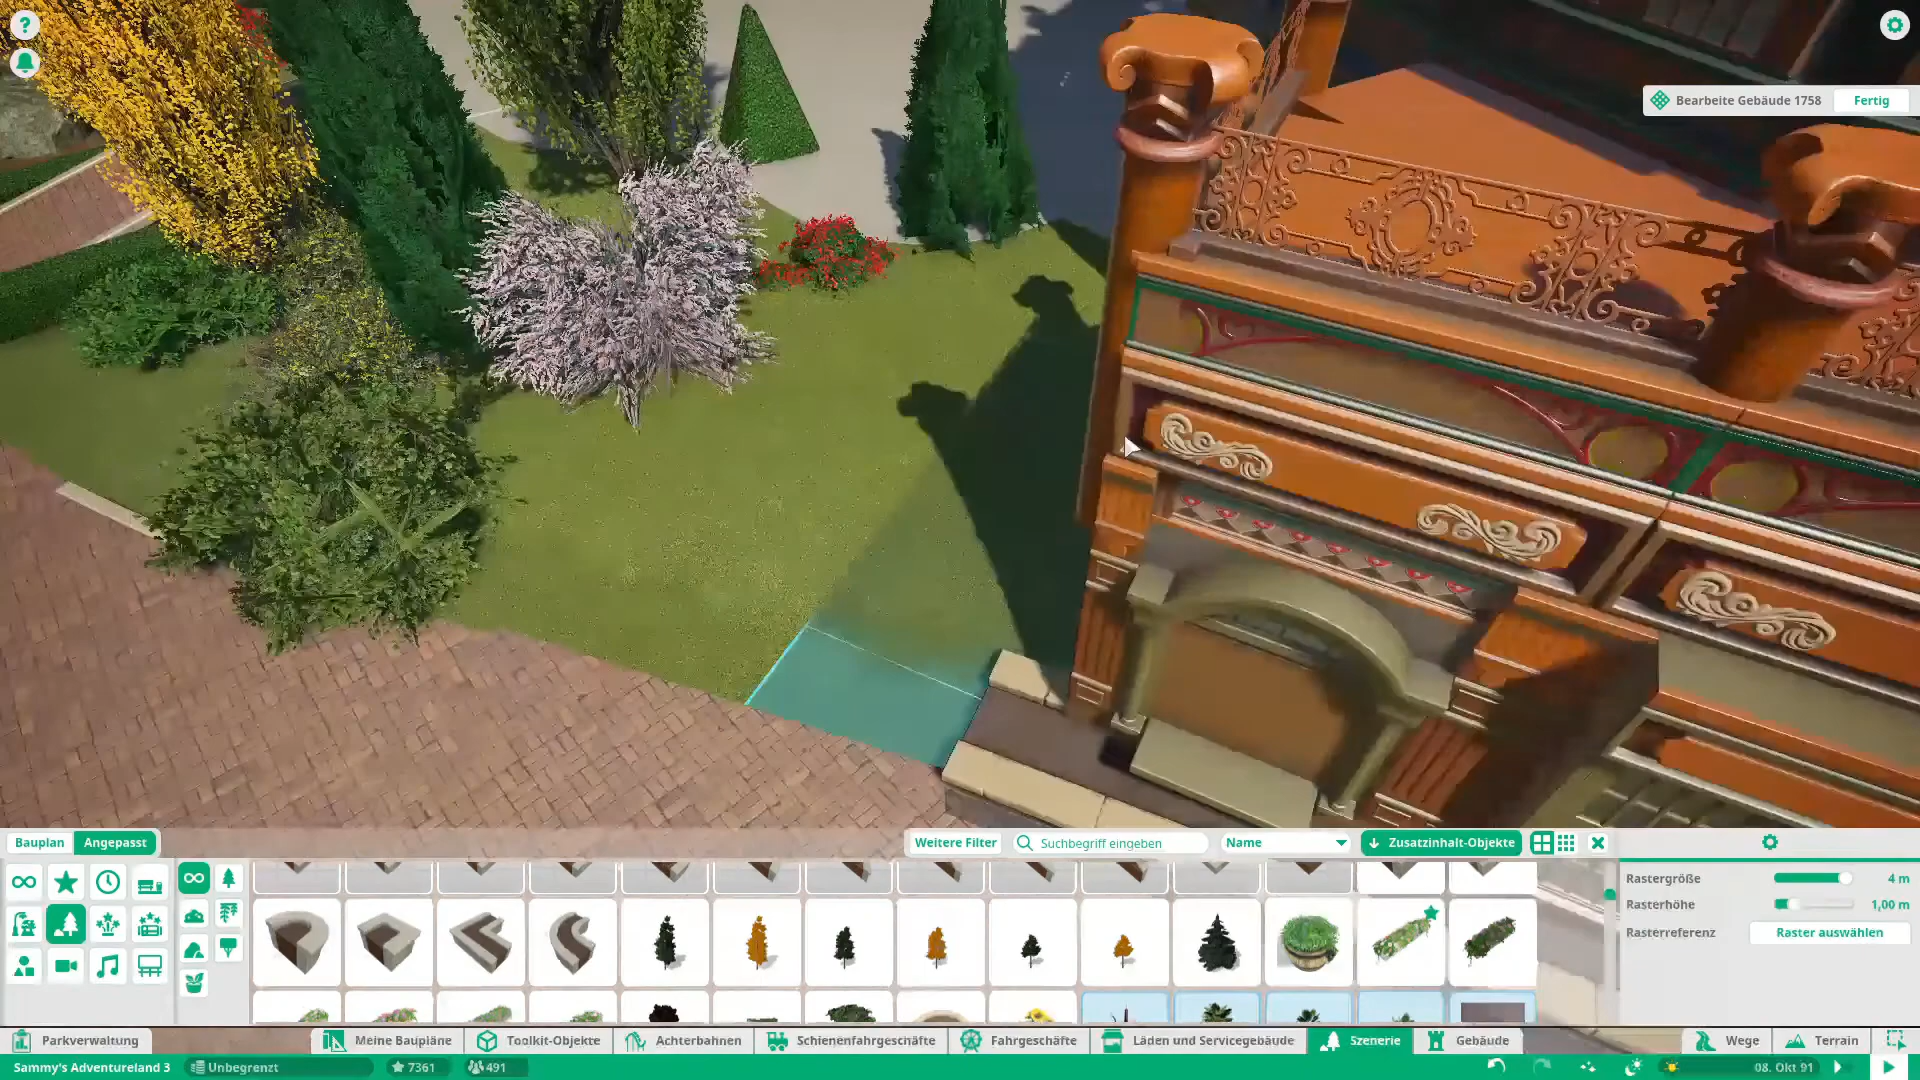 ?
Bearbeite Gebäude 1758
Fertig
Bauplan
Angepasst
Weitere Filter
Suchbegriff eingeben
Name
Zusatzinhalt-Objekte
Rastergröße
4 m
Rasterhöhe
1,00 m
Rasterreferenz
Raster auswählen
Parkverwaltung
Meine Baupläne
Toolkit-Objekte
Achterbahnen
Schienenfahrgeschäfte
Fahrgeschäfte
Läden und Servicegebäude
Szenerie
Gebäude
Wege
Terrain
Sammy's Adventureland 3
Unbegrenzt
7361
491
08. Okt 91